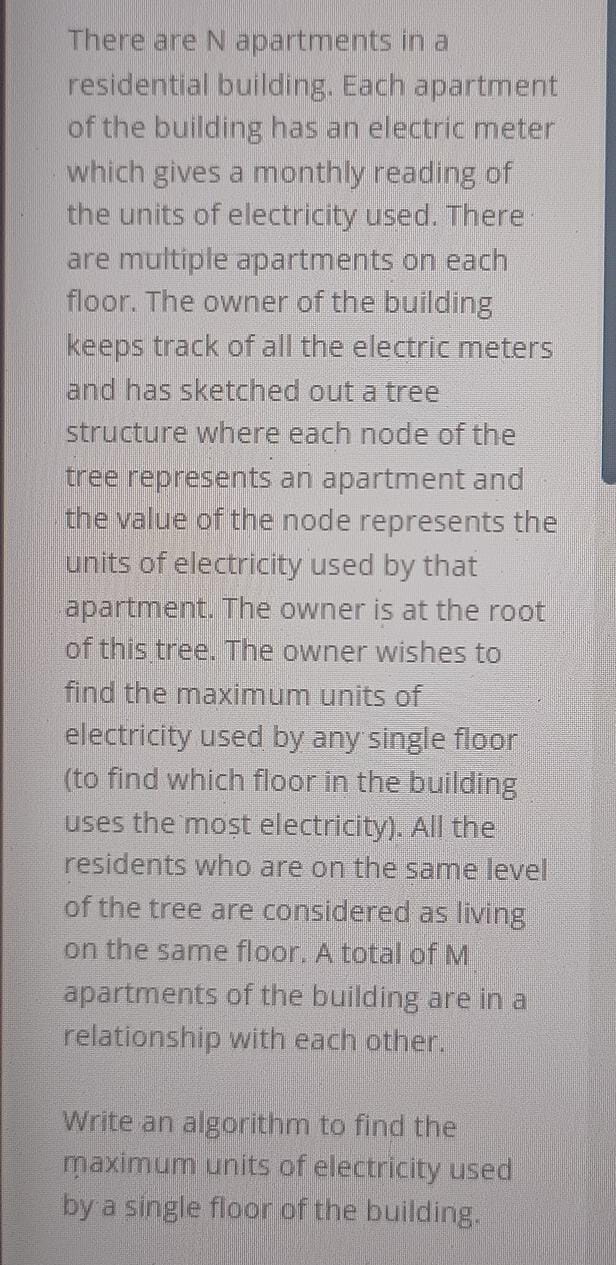 There are N apartments in a
residential building. Each apartment
of the building has an electric meter
which gives a monthly reading of
the units of electricity used. There
are multiple apartments on each
floor. The owner of the building
keeps track of all the electric meters
and has sketched out a tree
structure where each node of the
tree represents an apartment and
the value of the node represents the
units of electricity used by that
apartment. The owner is at the root
of this tree. The owner wishes to
find the maximum units of
electricity used by any single floor
(to find which floor in the building
uses the most electricity). All the
residents who are on the same level
of the tree are considered as living
on the same floor. A total of M
apartments of the building are in a
relationship with each other.
Write an algorithm to find the
maximum units of electricity used
by a single floor of the building.